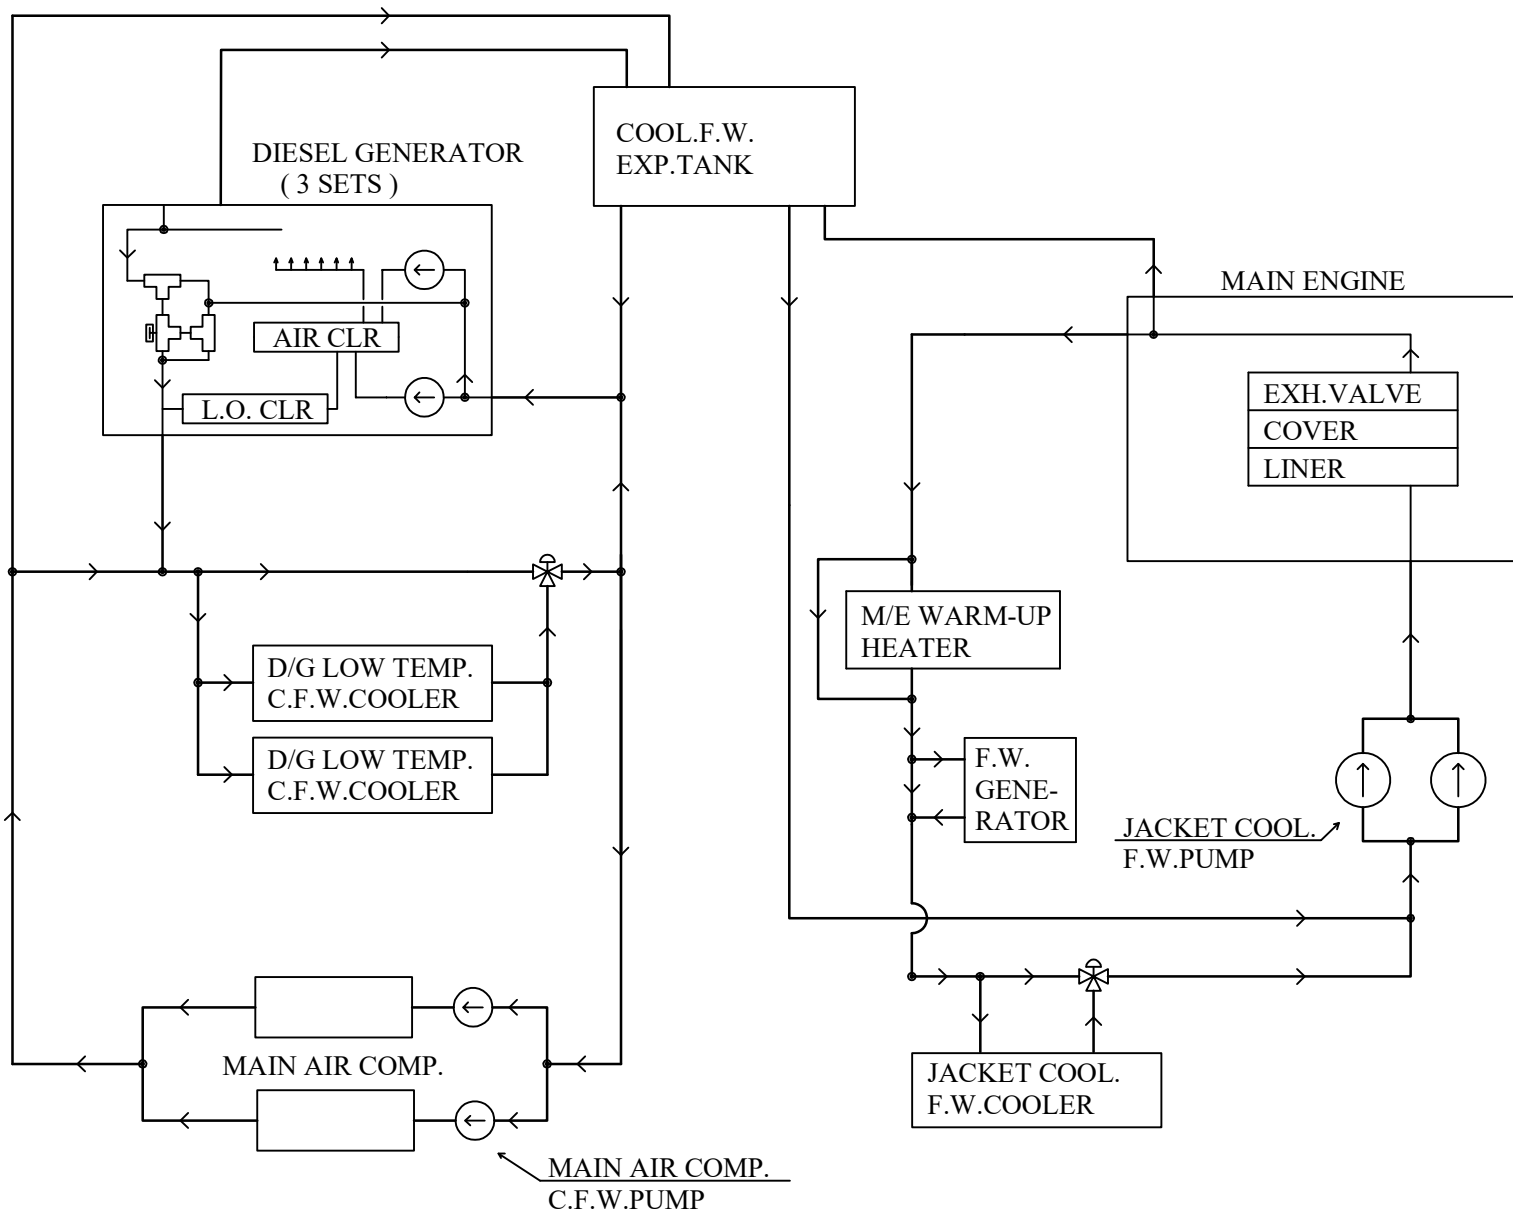 COOL.F.W.
EXP.TANK
DIESEL GENERATOR
( 3 SETS )
AIR CLR
L.O. CLR
MAIN ENGINE
EXH.VALVE
COVER
LINER
M/E WARM-UP
HEATER
D/G LOW TEMP.
C.F.W.COOLER
D/G LOW TEMP.
C.F.W.COOLER
F.W.
GENE-
RATOR
JACKET COOL.
F.W.PUMP
MAIN AIR COMP.
JACKET COOL.
F.W.COOLER
MAIN AIR COMP.
C.F.W.PUMP